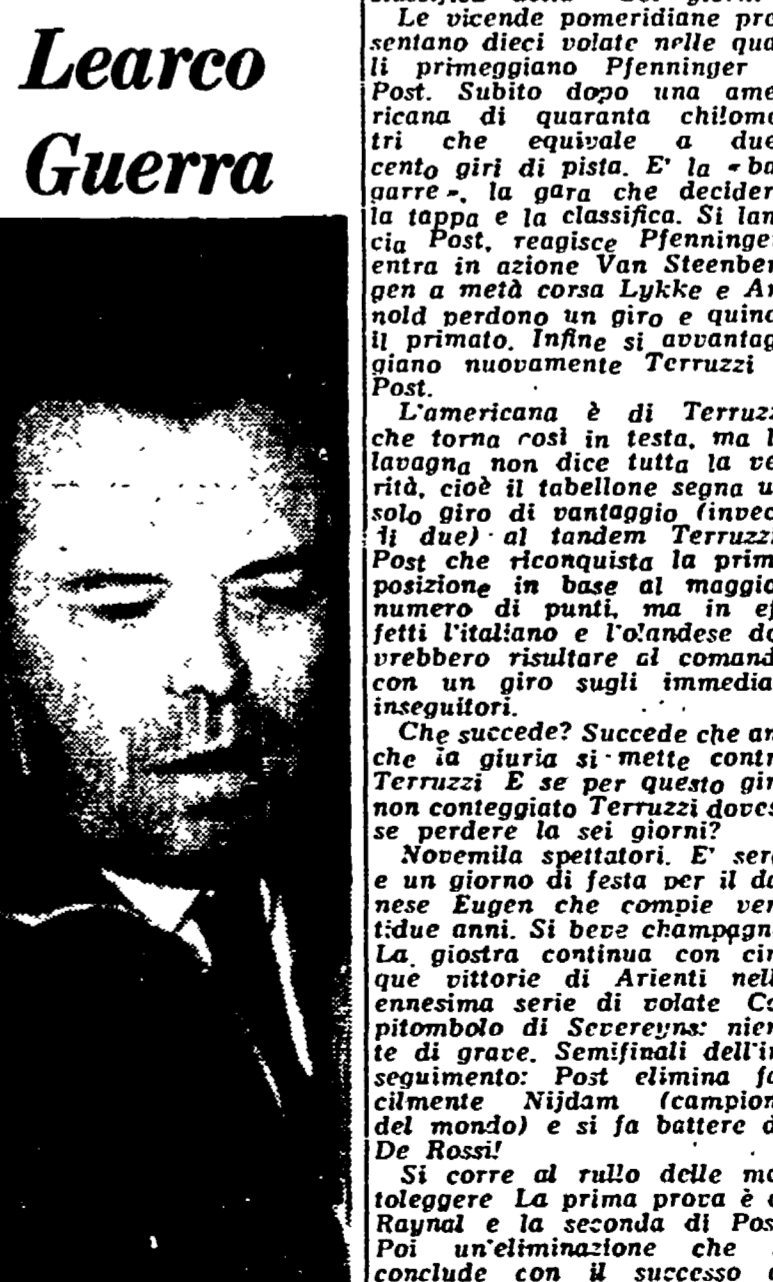 Learco
Guerra
Le vicende pomeridiane pre
sentano dieci volate nelle qua
li primeggiano Pfenninger
Post. Subito dopo una ame
ricana di quaranta chilome
tri che equivale a due
cento giri di pista. E' la « ba
garre », la gara che decider
la tappa e la classifica. Si lan
cia Post, reagisce Pfenninger
entra in azione Van Steenber
gen a metà corsa Lykke e Ar
nold perdono un giro e quind
il primato. Infine si avvantag
giano nuovamente Terruzzi
Post.
L'americana è di Terruzz
che torna così in testa, ma l
lavagna non dice tutta la ve
rità, cioè il tabellone segna u
solo giro di vantaggio (invec
di due) al tandem Terruzzi
Post che riconquista la prim
posizione in base al maggio
numero di punti, ma in ef
fetti l'italiano e l'olandese do
vrebbero risultare al comand
con un giro sugli immedia
inseguitori.
Che succede? Succede che an
che la giuria si mette contr
Terruzzi E se per questo gir
non conteggiato Terruzzi doves
se perdere la sei giorni?
Novemila spettatori. E' sera
e un giorno di festa per il da
nese Eugen che compie ven
tidue anni. Si beve champagn
La giostra continua con cin
que vittorie di Arienti nell
ennesima serie di volate Ca
pitombolo di Severeyns: nien
te di grave. Semifinali dell'in
seguimento: Post elimina fa
cilmente Nijdam (campion
del mondo) e si fa battere d
De Rossi!
Si corre al rullo delle mo
toleggere La prima prova è d
Raynal e la seconda di Pos
Poi un'eliminazione che
conclude con il successo d